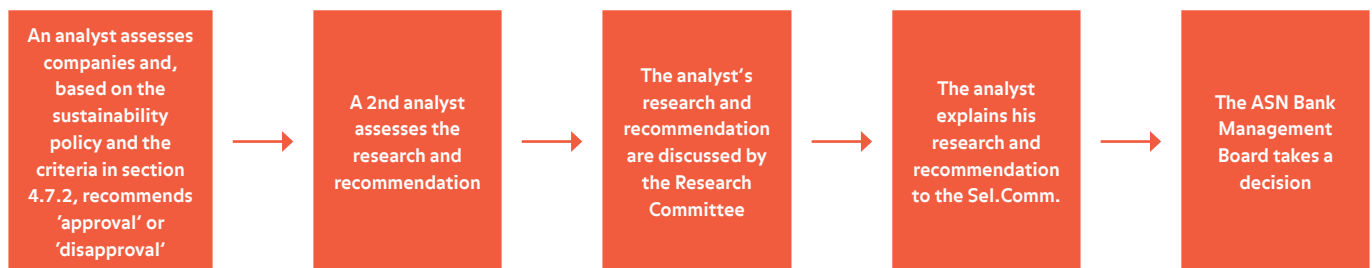 An analyst assesses
companies and,
based on the
sustainability
policy and the
criteria in section
4.7.2, recommends
‘approval‘ or
‘disapproval‘
A 2nd analyst
assesses the
research and
recommendation
The analyst‘s
research and
recommendation
are discussed by
the Research
Committee
The analyst
explains his
research and
recommendation
to the Sel.Comm.
The ASN Bank
Management
Board takes a
decision